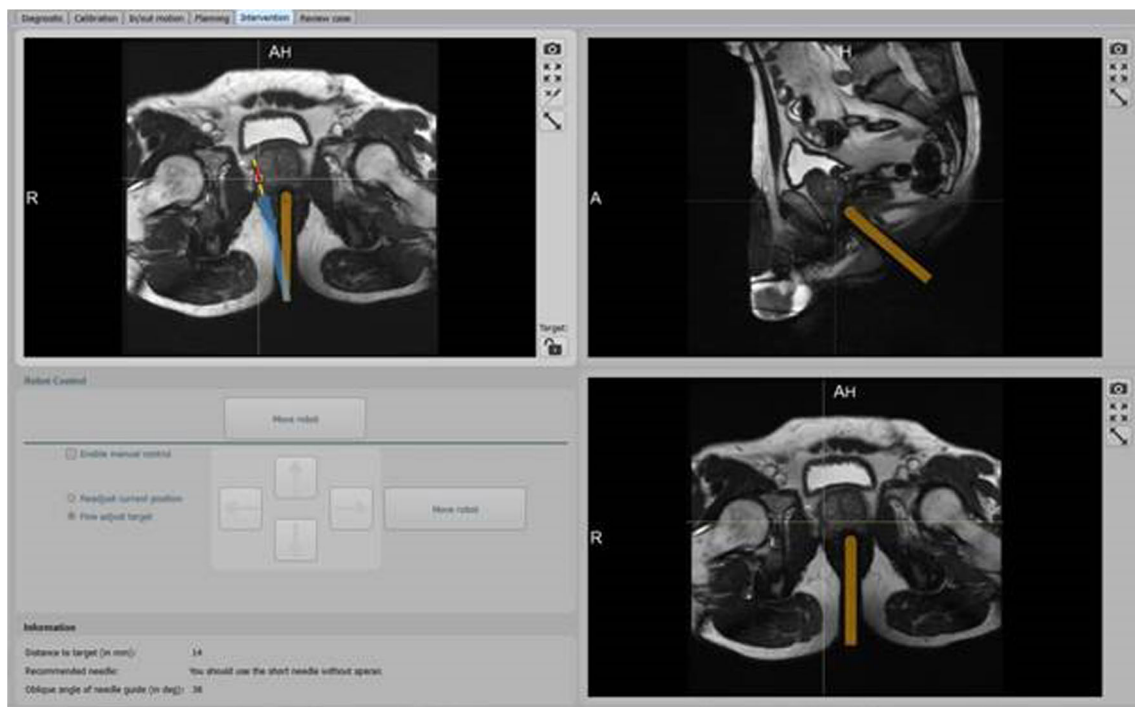 Diagnostic Calibration In/out motion Planning Intervention Review case
AH
R
Target:
H
A
Robot Control
Move robot
Enable manual control
Readjust current position
Fine adjust target
Move robot
AH
R
Information
Distance to target (in mm): 14
Recommended needle: You should use the short needle without spacer.
Oblique angle of needle guide (in deg): 38